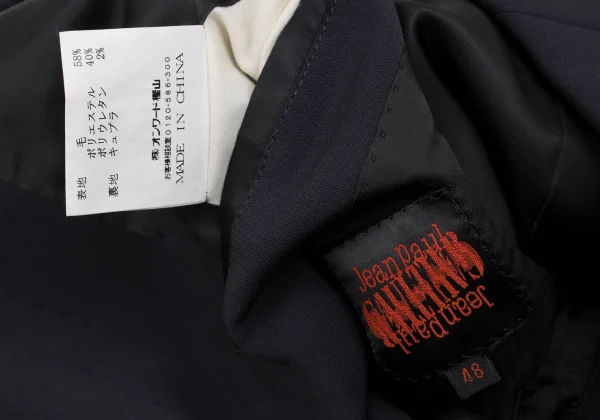 表地 毛 58%
ポリエステル 40%
ポリウレタン 2%
裏地 キュプラ
㈱オンワード樫山
お客様相談室0120-586-300
MADE IN CHINA
Jean Paul
GAULTIER
Jean Paul
48